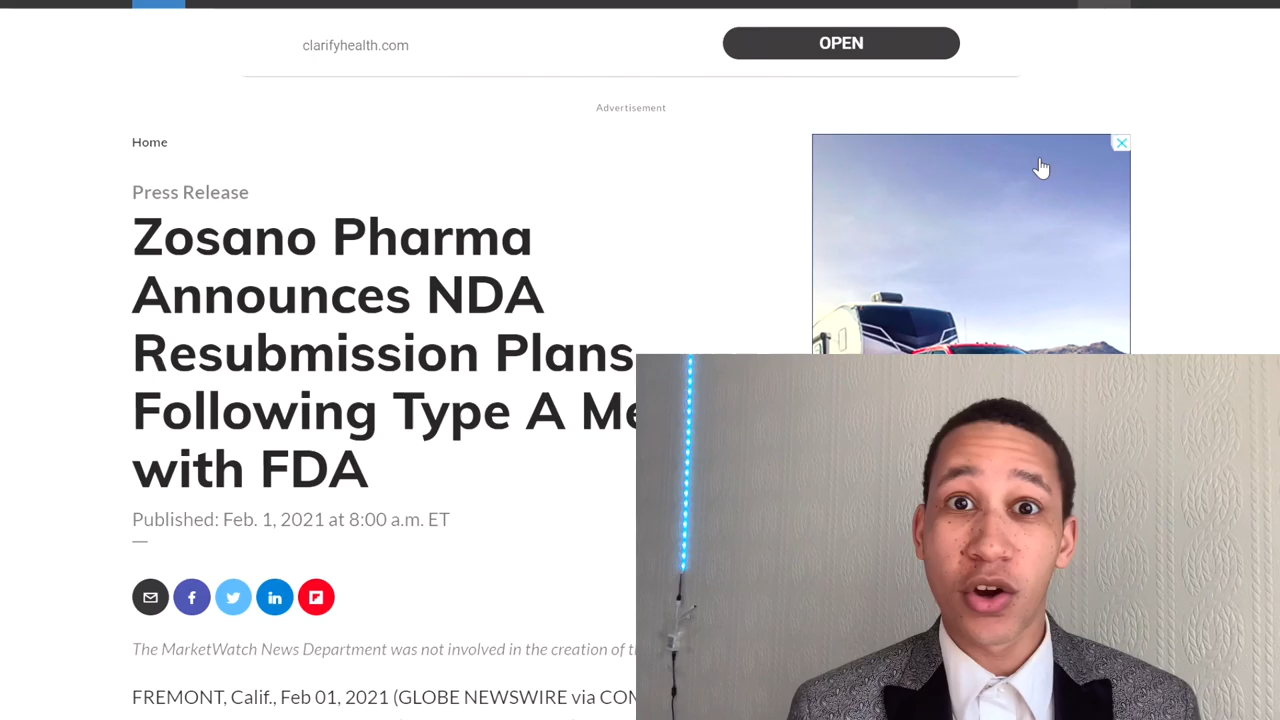 clarifyhealth.com
OPEN
Advertisement
Home
Press Release
Zosano Pharma
Announces NDA
Resubmission Plans
Following Type A
with FDA
Published: Feb. 1, 2021 at 8:00 a.m. ET
The MarketWatch News Department was not involved in the creation of
FREMONT, Calif., Feb 01, 2021 (GLOBE NEWSWIRE via